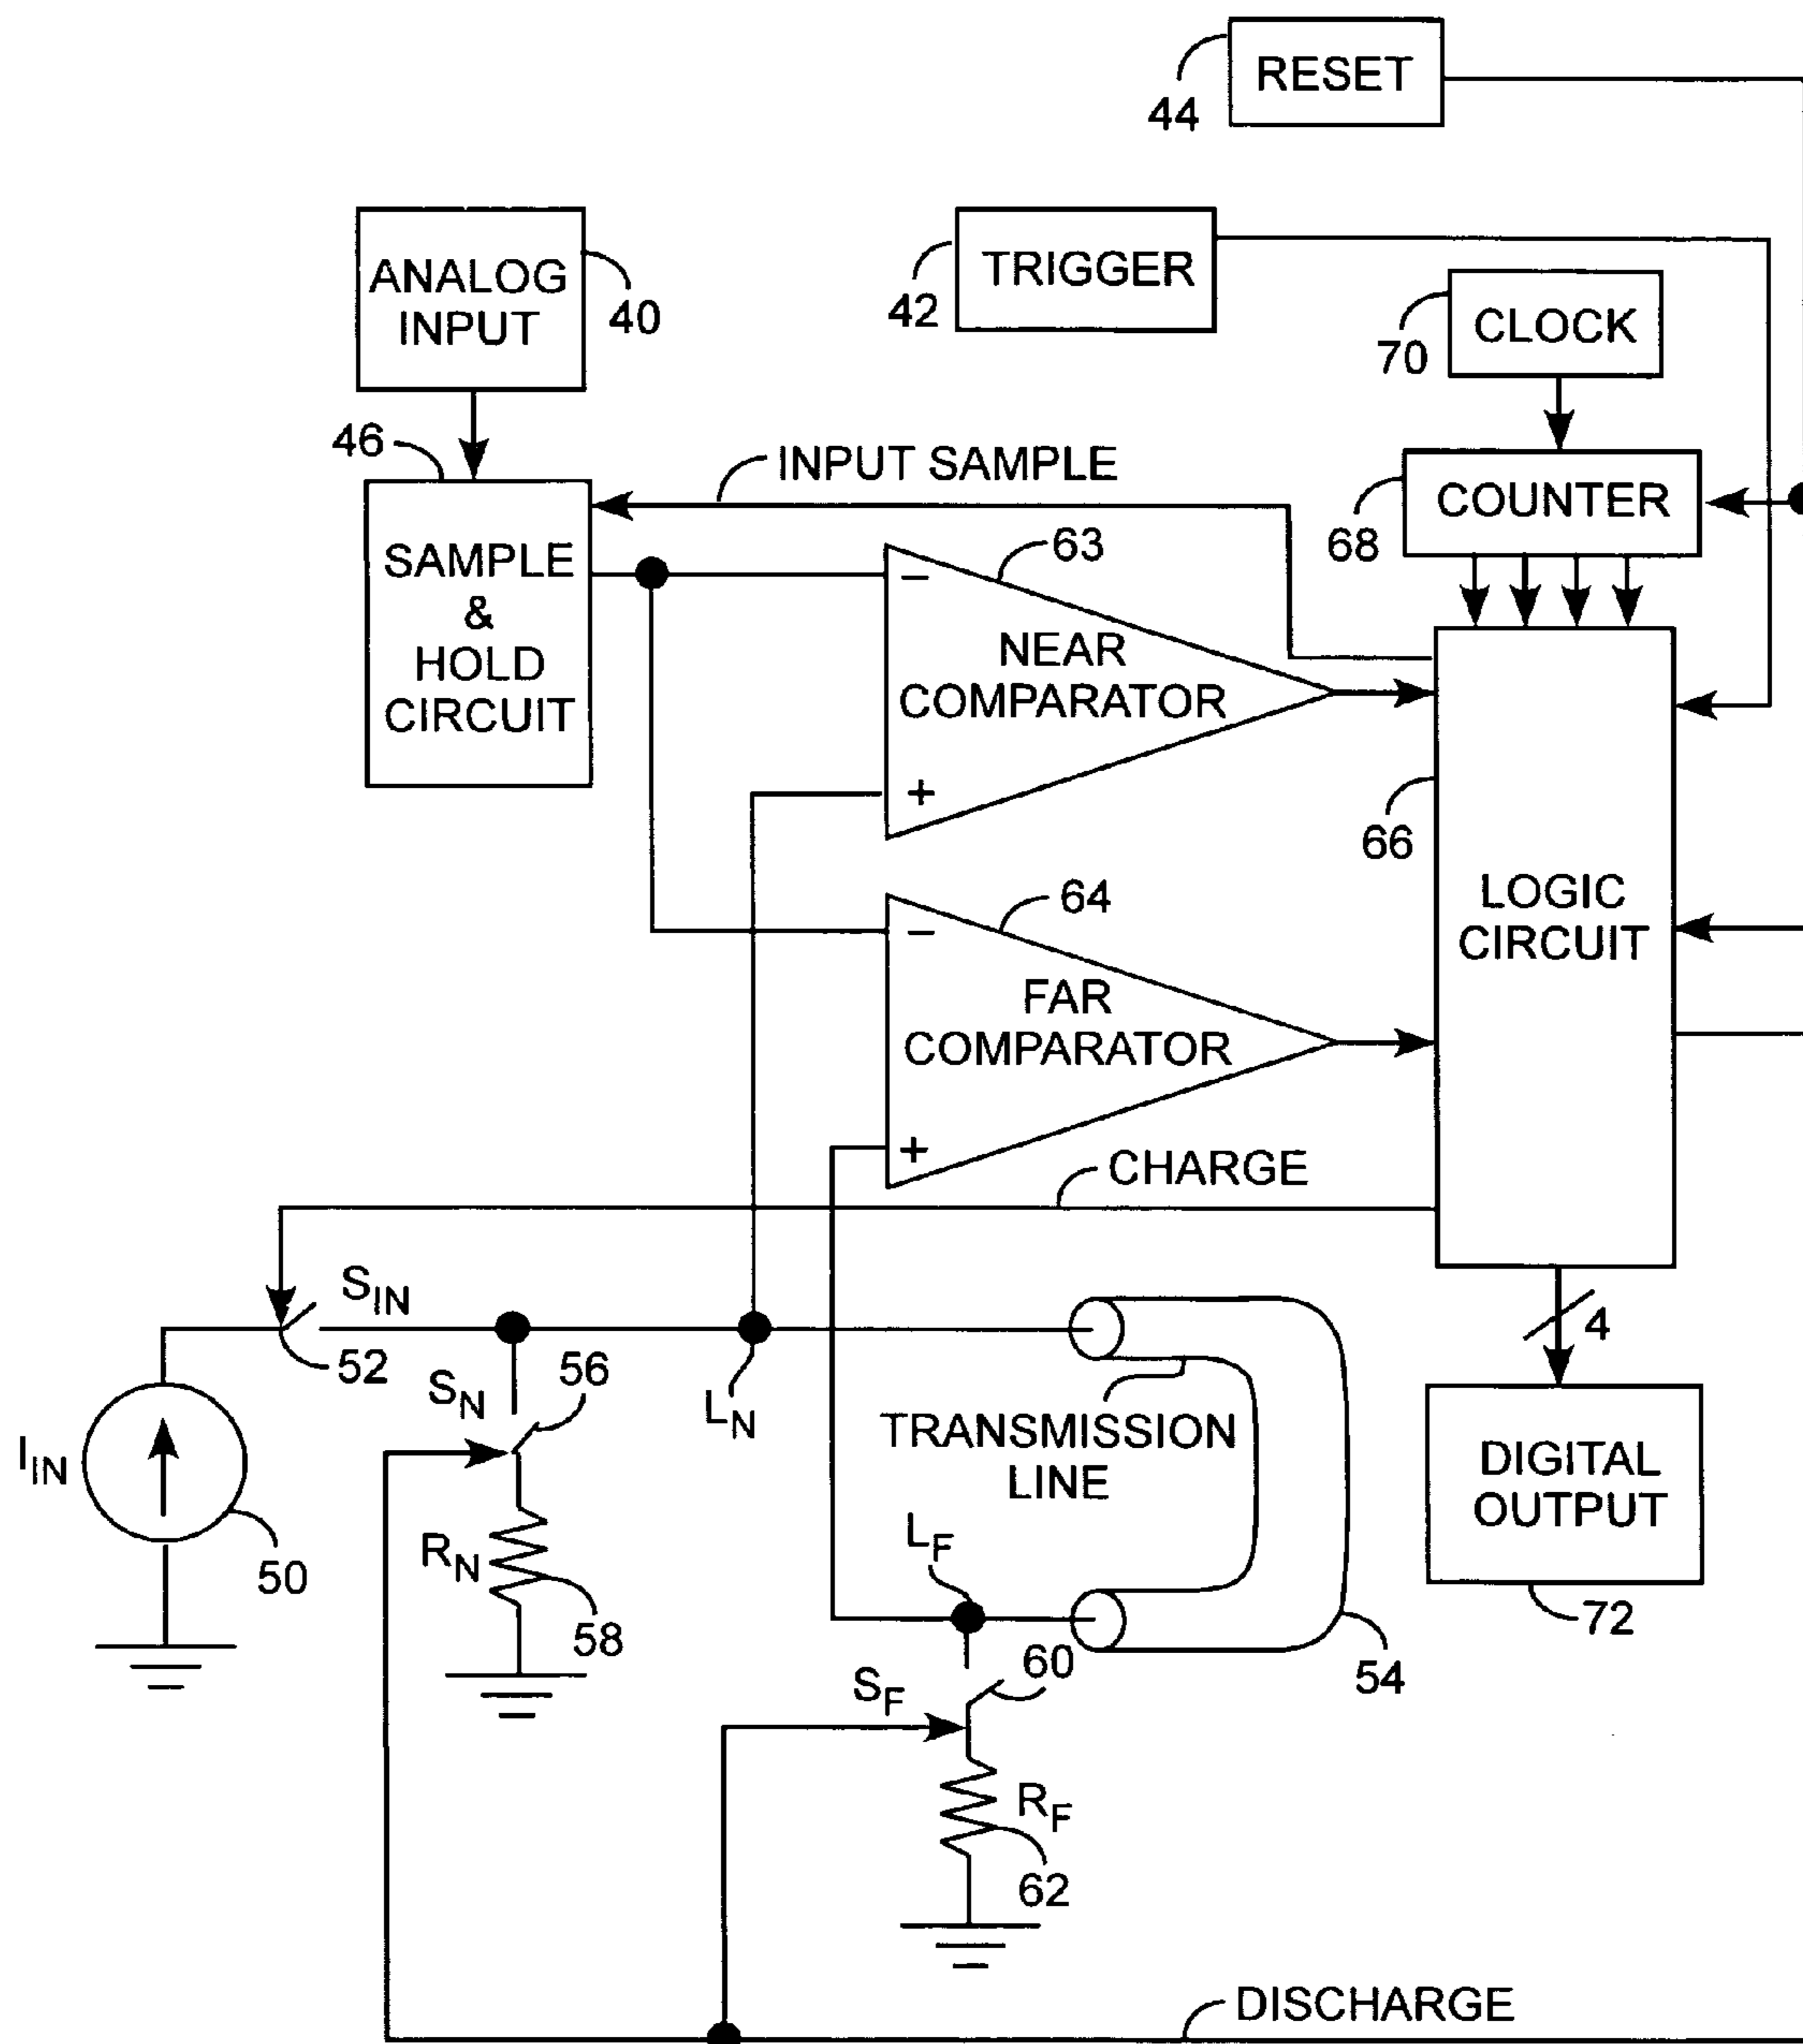 RESET
44
ANALOG
INPUT
40
TRIGGER
42
CLOCK
70
46
INPUT SAMPLE
COUNTER
68
SAMPLE
&
HOLD
CIRCUIT
63
−
NEAR
COMPARATOR
+
66
64
−
FAR
COMPARATOR
+
LOGIC
CIRCUIT
CHARGE
SIN
52
4
SN
56
LN
TRANSMISSION
LINE
DIGITAL
OUTPUT
IIN
50
RN
58
LF
72
54
60
SF
RF
62
DISCHARGE